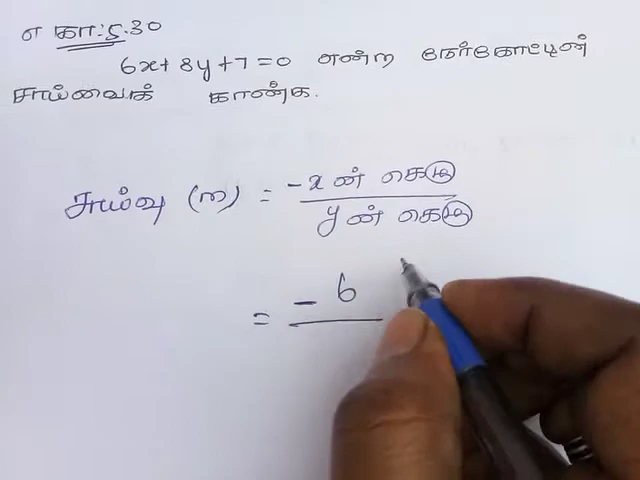 எ கா: 5.30
6x + 8y + 7 = 0 என்ற நேர்கோட்டின்
சாய்வைக் காண்க.
சாய்வு (m) = -x ன் கெழு / y ன் கெழு
= - 6